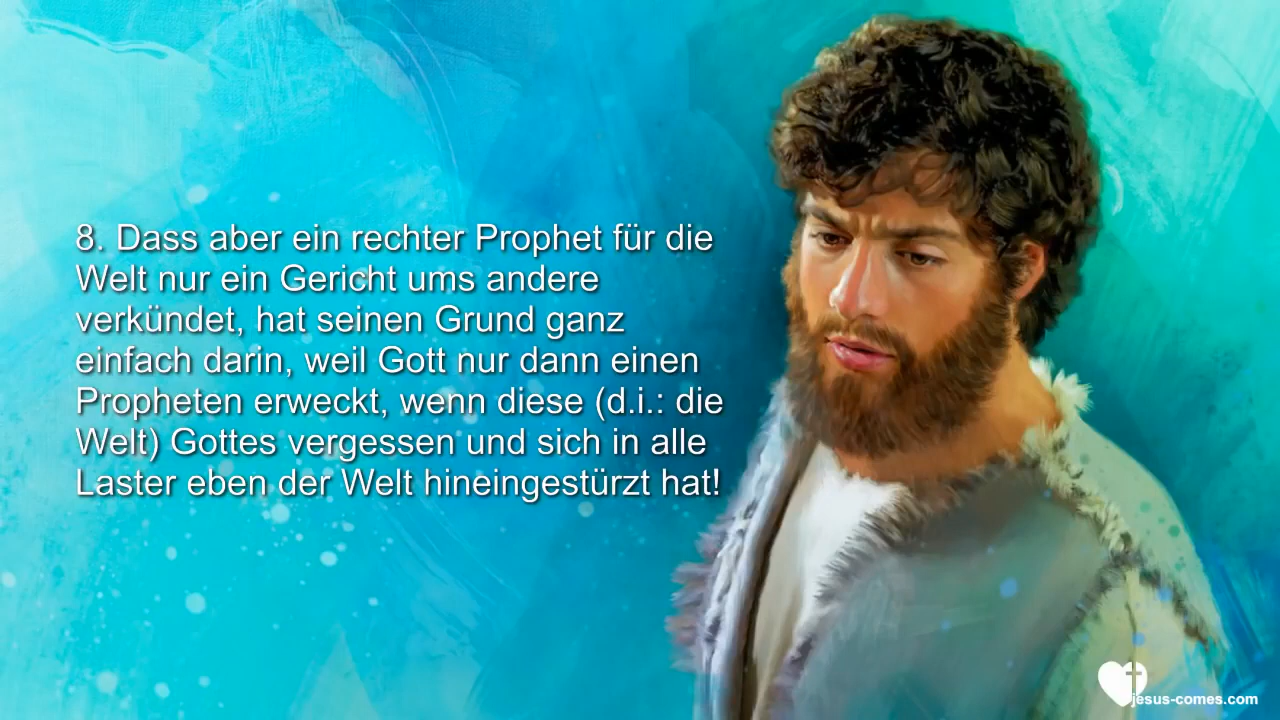 8. Dass aber ein rechter Prophet für die
Welt nur ein Gericht ums andere
verkündet, hat seinen Grund ganz
einfach darin, weil Gott nur dann einen
Propheten erweckt, wenn diese (d.i.: die
Welt) Gottes vergessen und sich in alle
Laster eben der Welt hineingestürzt hat!
jesus-comes.com